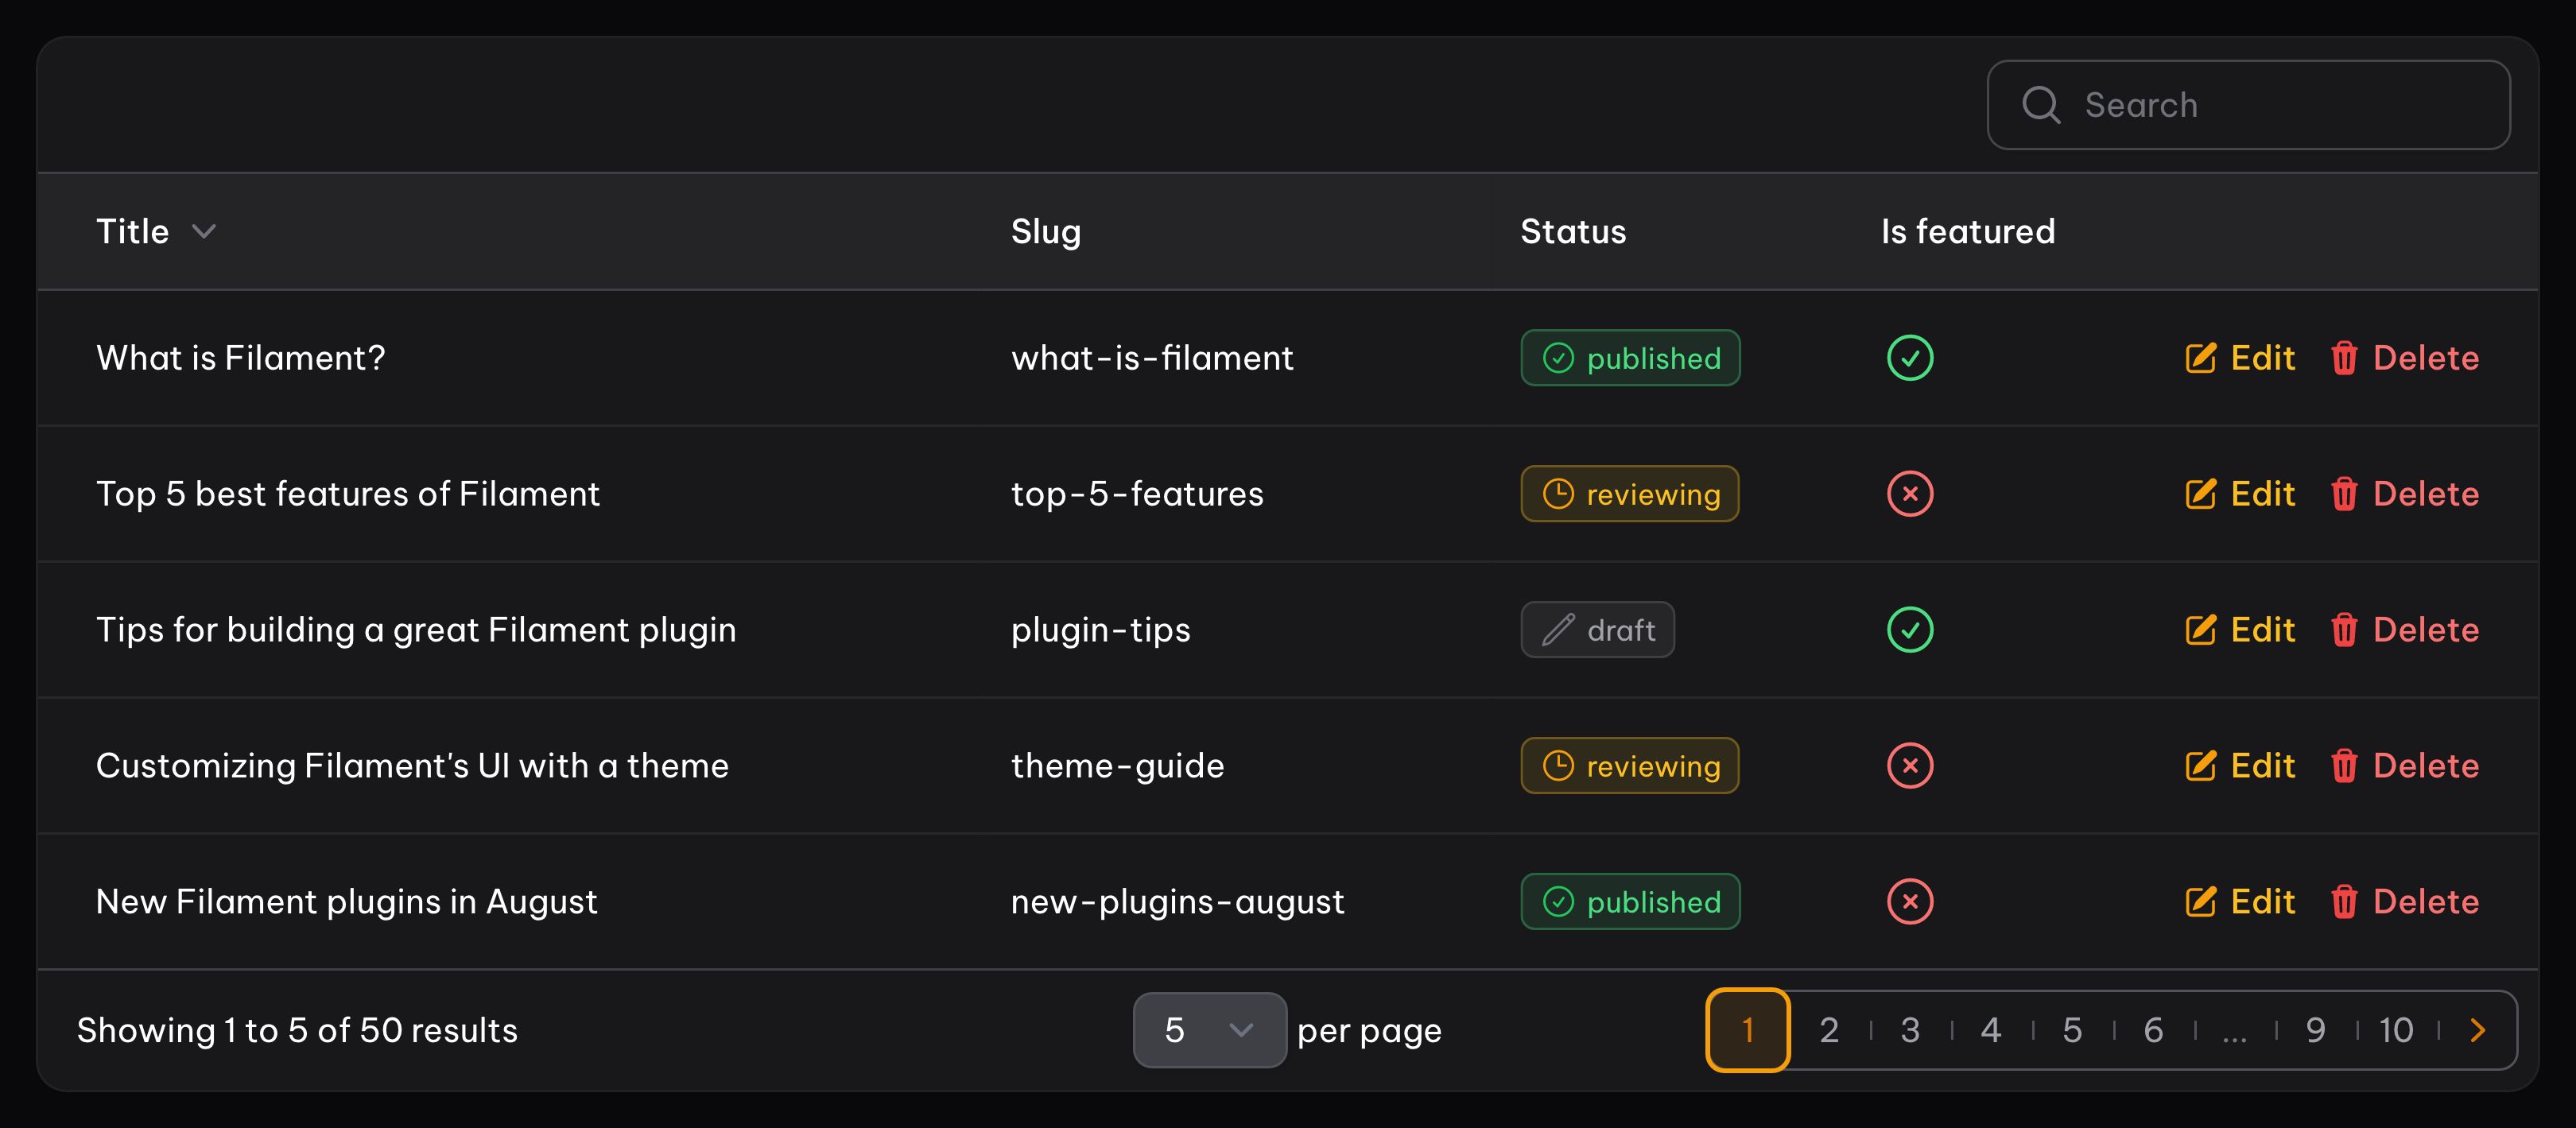 Search
Title Slug Status Is featured
What is Filament? what-is-filament published Edit Delete
Top 5 best features of Filament top-5-features reviewing Edit Delete
Tips for building a great Filament plugin plugin-tips draft Edit Delete
Customizing Filament's UI with a theme theme-guide reviewing Edit Delete
New Filament plugins in August new-plugins-august published Edit Delete
Showing 1 to 5 of 50 results 5 per page 1 2 3 4 5 6 ... 9 10